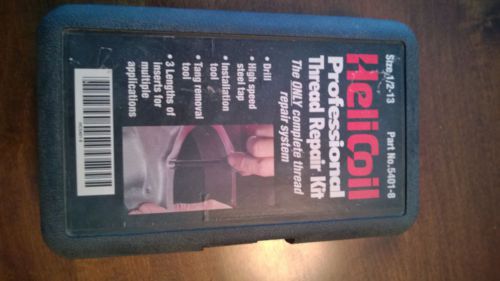 Size, 1/2-13
Part No. 5401-8
HeliCoil
Professional
Thread Repair Kit
The ONLY complete thread
repair system
• Drill
• High speed
steel tap
• Installation
tool
• Tang removal
tool
• 3 Lengths of
inserts for
multiple
applications